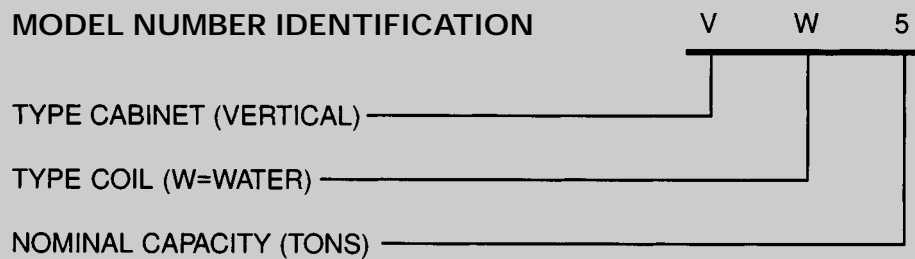 MODEL NUMBER IDENTIFICATION V W 5
TYPE CABINET (VERTICAL)
TYPE COIL (W=WATER)
NOMINAL CAPACITY (TONS)